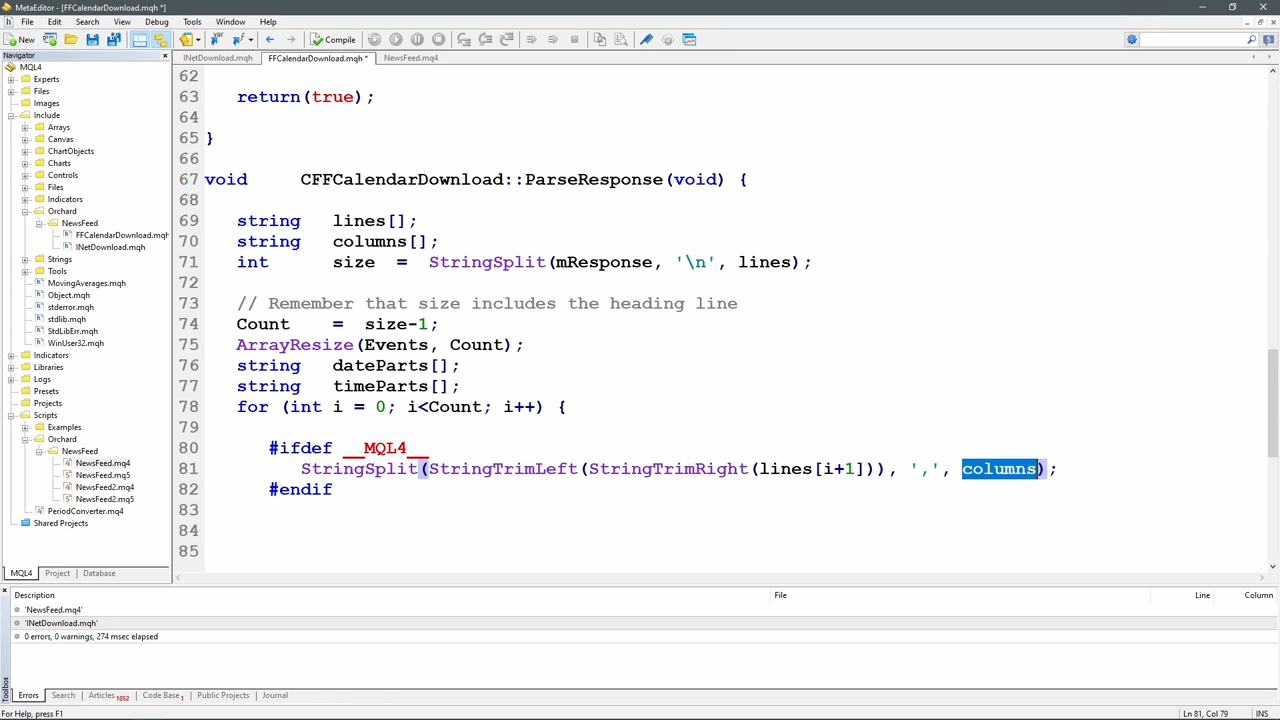 MetaEditor - [FFCalendarDownload.mqh *]
File Edit Search View Debug Tools Window Help
New Compile
Navigator
MQL4
Experts
Files
Images
Include
Arrays
Canvas
ChartObjects
Charts
Controls
Files
Indicators
Orchard
NewsFeed
FFCalendarDownload.mqh
INetDownload.mqh
Strings
Tools
MovingAverages.mqh
Object.mqh
stderror.mqh
stdlib.mqh
StdLibErr.mqh
WinUser32.mqh
Indicators
Libraries
Logs
Presets
Projects
Scripts
Examples
Orchard
NewsFeed
NewsFeed.mq4
NewsFeed.mq5
NewsFeed2.mq4
NewsFeed2.mq5
PeriodConverter.mq4
Shared Projects
MQL4 Project Database
INetDownload.mqh FFCalendarDownload.mqh * NewsFeed.mq4
62
63 return(true);
64
65 }
66
67 void CFFCalendarDownload::ParseResponse(void) {
68
69 string lines[];
70 string columns[];
71 int size = StringSplit(mResponse, '\n', lines);
72
73 // Remember that size includes the heading line
74 Count = size-1;
75 ArrayResize(Events, Count);
76 string dateParts[];
77 string timeParts[];
78 for (int i = 0; i<Count; i++) {
79
80 #ifdef __MQL4__
81 StringSplit(StringTrimLeft(StringTrimRight(lines[i+1])), ',', columns);
82 #endif
83
84
85
Description File Line Column
'NewsFeed.mq4'
'INetDownload.mqh'
0 errors, 0 warnings, 274 msec elapsed
Toolbox
Errors Search Articles 1052 Code Base 1 Public Projects Journal
For Help, press F1 Ln 81, Col 79 INS